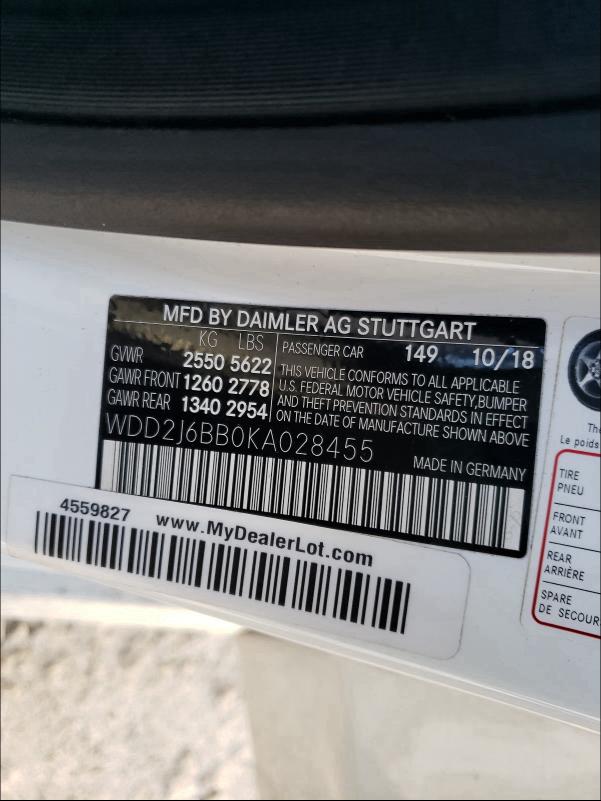 MFD BY DAIMLER AG STUTTGART
KG LBS
GVWR 2550 5622
GAWR FRONT 1260 2778
GAWR REAR 1340 2954
PASSENGER CAR 149 10/18
THIS VEHICLE CONFORMS TO ALL APPLICABLE
U.S. FEDERAL MOTOR VEHICLE SAFETY, BUMPER
AND THEFT PREVENTION STANDARDS IN EFFECT
ON THE DATE OF MANUFACTURE SHOWN ABOVE
WDD2J6BB0KA028455
MADE IN GERMANY
4559827 www.MyDealerLot.com
Le poids
TIRE
PNEU
FRONT
AVANT
REAR
ARRIÈRE
SPARE
DE SECOUR